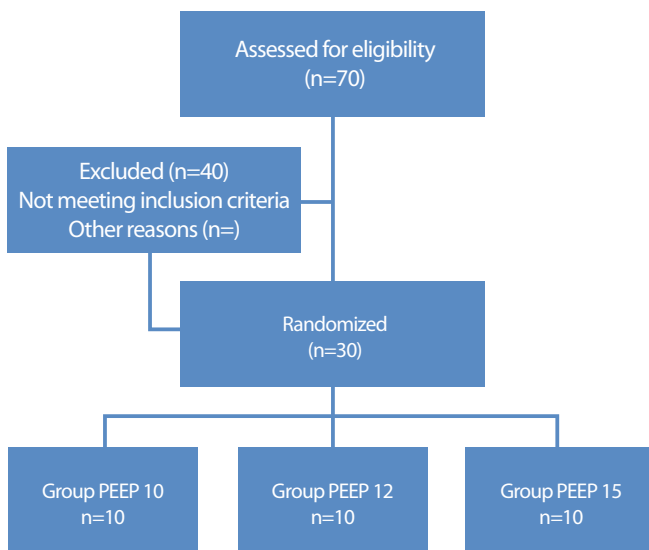 Assessed for eligibility
(n=70)
Excluded (n=40)
Not meeting inclusion criteria
Other reasons (n=)
Randomized
(n=30)
Group PEEP 10
n=10
Group PEEP 12
n=10
Group PEEP 15
n=10